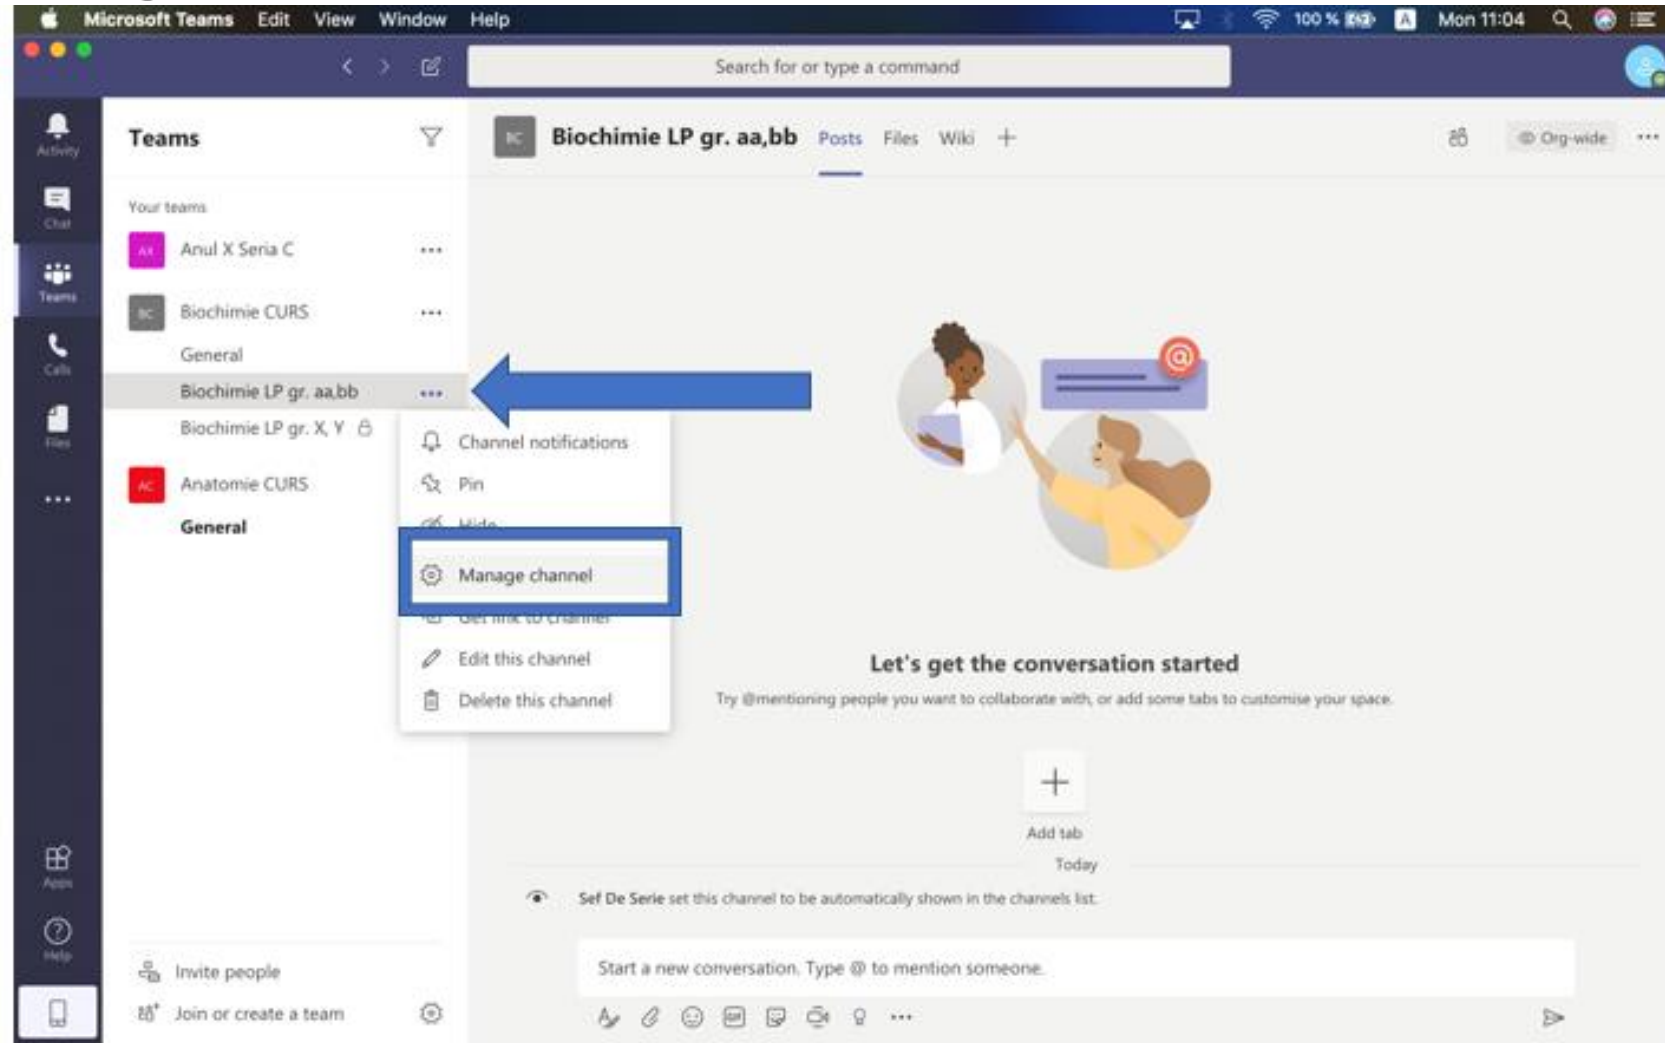 Microsoft Teams Edit View Window Help 100 % A Mon 11:04
Search for or type a command
Activity
Chat
Teams
Calls
Files
Apps
Help
Teams
Your teams
AX Anul X Seria C
BC Biochimie CURS
General
Biochimie LP gr. aa,bb
Biochimie LP gr. X, Y
AC Anatomie CURS
General
Invite people
Join or create a team
Channel notifications
Pin
Hide
Manage channel
Get link to channel
Edit this channel
Delete this channel
BC Biochimie LP gr. aa,bb Posts Files Wiki + Org-wide
@
Let's get the conversation started
Try @mentioning people you want to collaborate with, or add some tabs to customise your space.
Add tab
Today
Sef De Serie set this channel to be automatically shown in the channels list.
Start a new conversation. Type @ to mention someone.
GIF